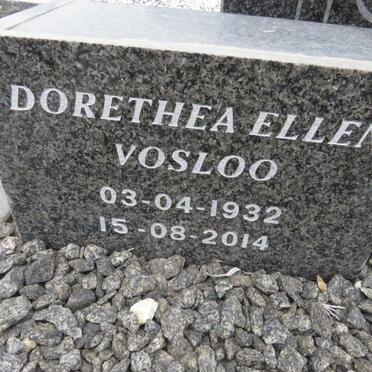 DORETHEA ELLEN
VOSLOO
03-04-1932
15-08-2014